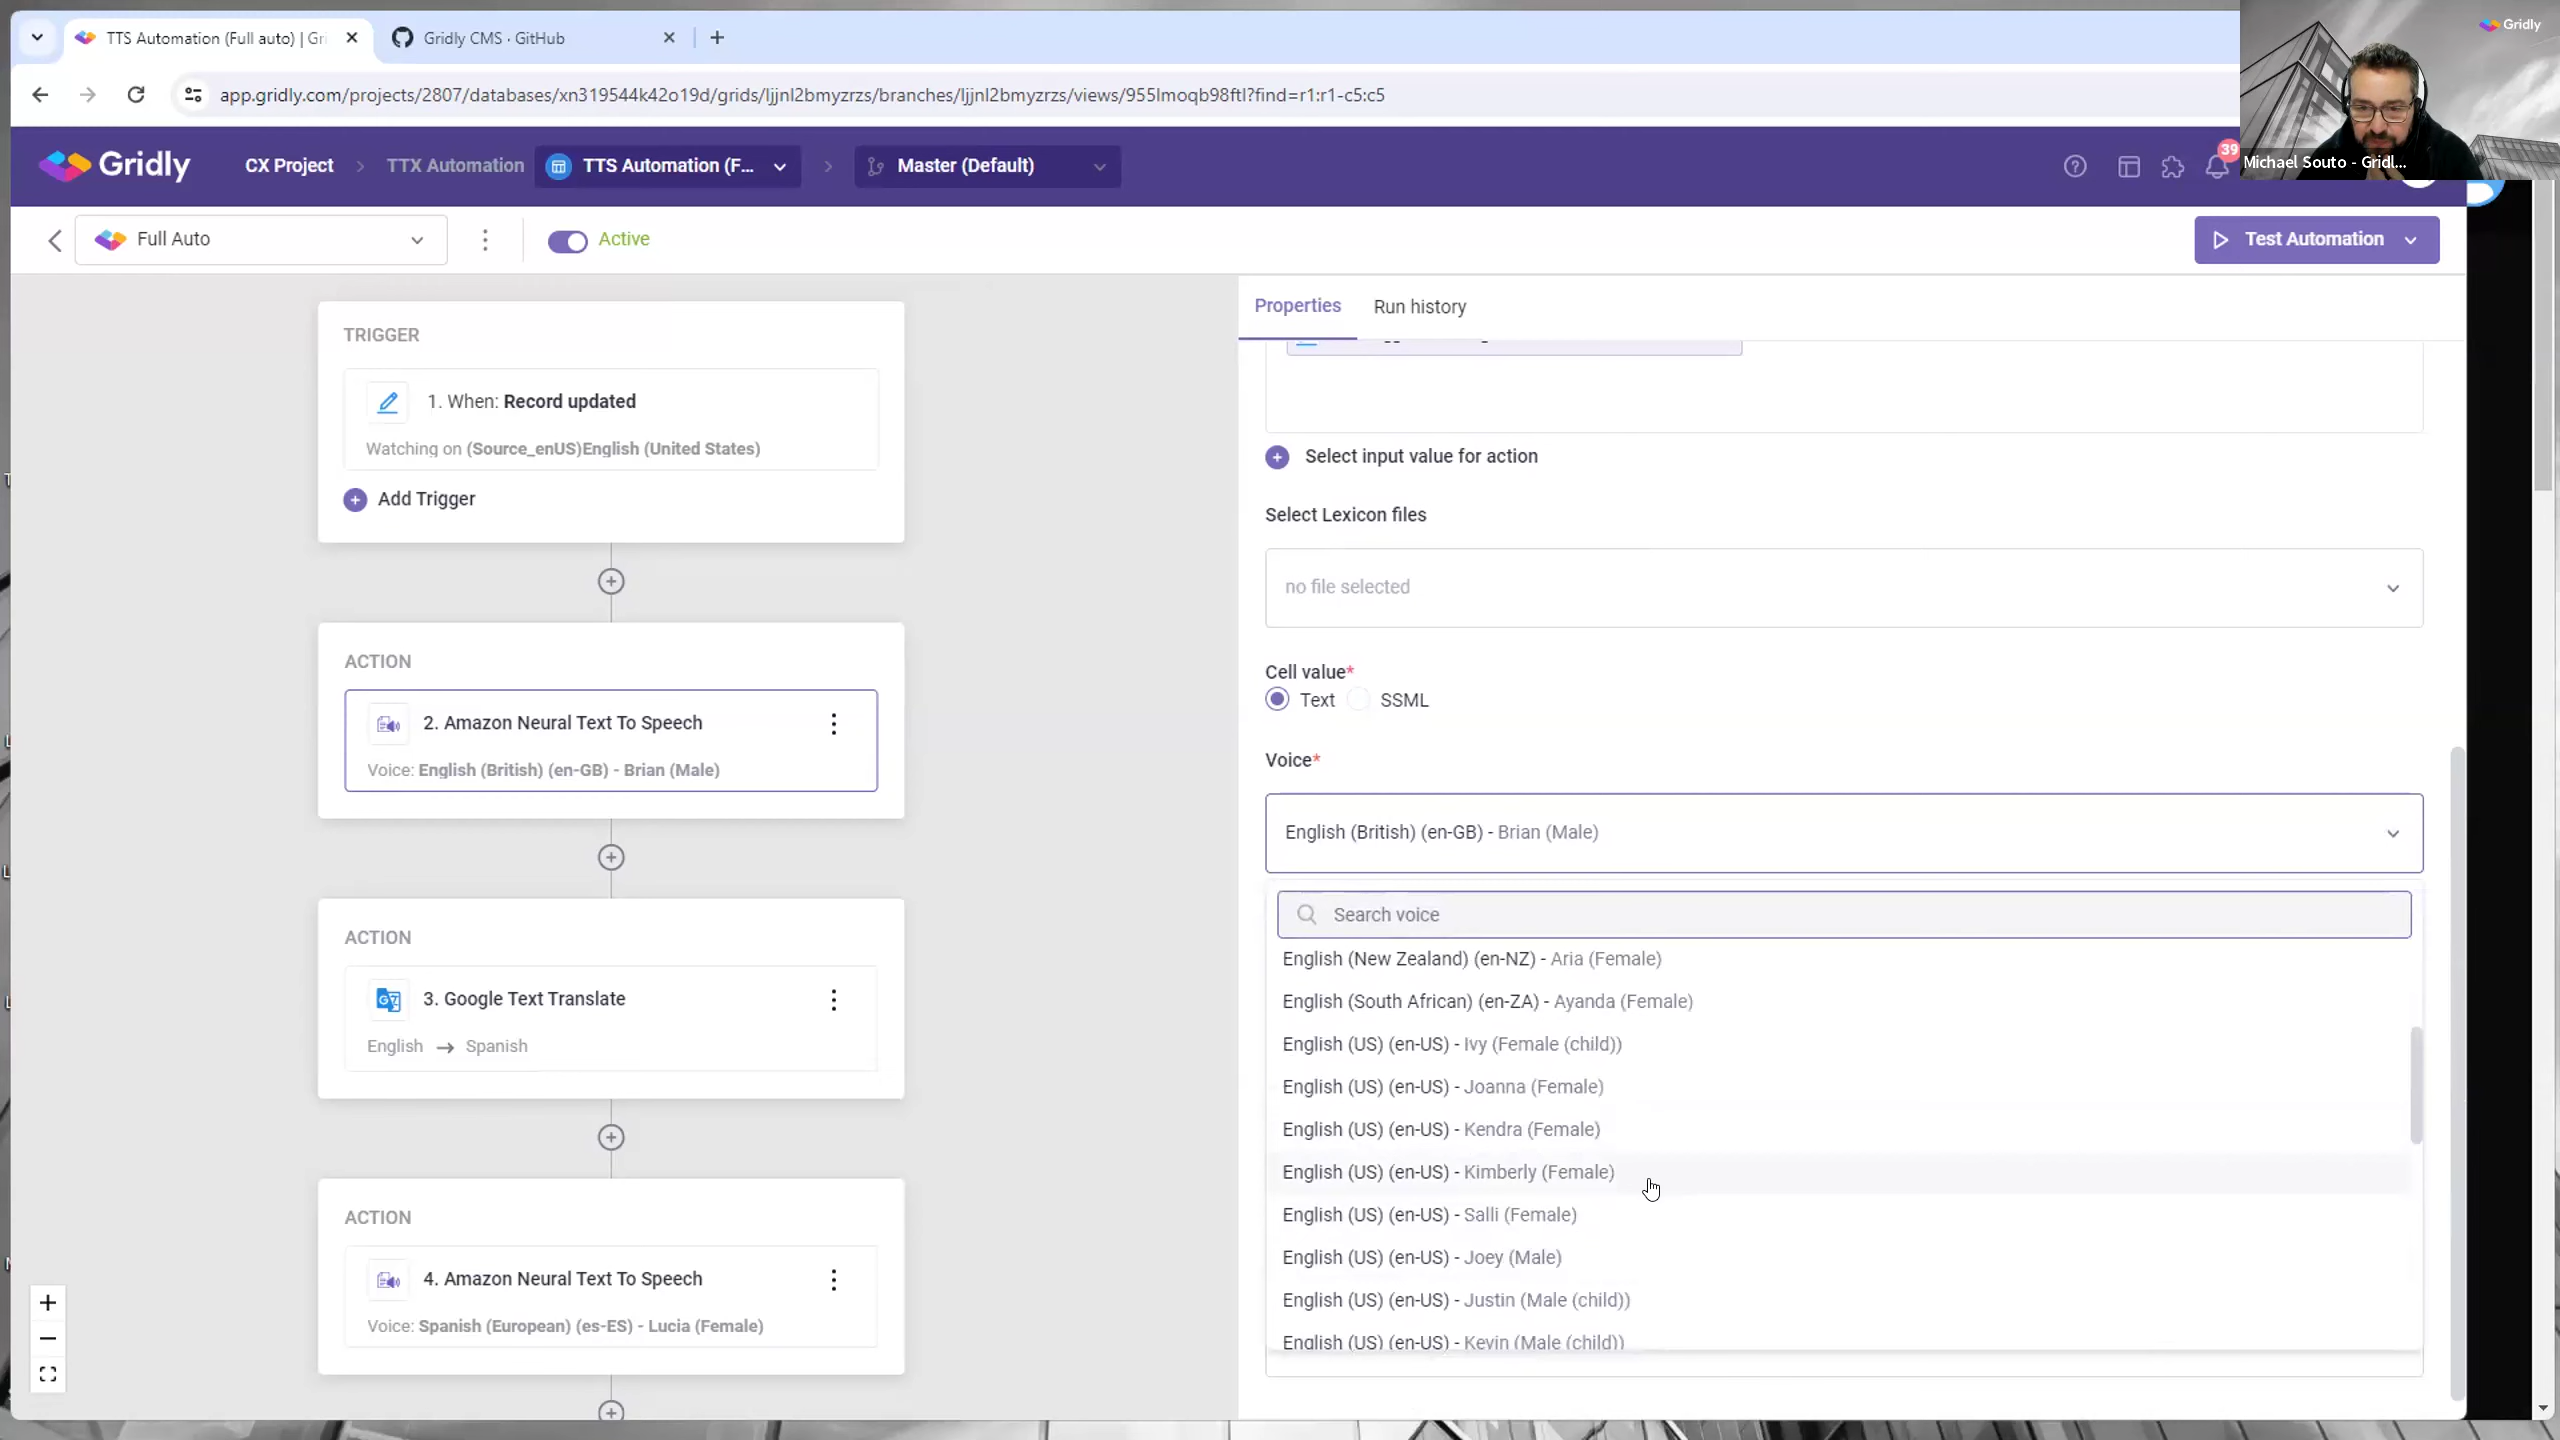 TTS Automation (Full auto) | Gri
Gridly CMS · GitHub
app.gridly.com/projects/2807/databases/xn319544k42o19d/grids/ljjnl2bmyzrzs/branches/ljjnl2bmyzrzs/views/955lmoqb98ftl?find=r1:r1-c5:c5
Gridly
Michael Souto - Gridl...
Gridly
CX Project
TTX Automation
TTS Automation (F...
Master (Default)
39
Full Auto
Active
Test Automation
TRIGGER
1. When: Record updated
Watching on (Source_enUS)English (United States)
Add Trigger
ACTION
2. Amazon Neural Text To Speech
Voice: English (British) (en-GB) - Brian (Male)
ACTION
3. Google Text Translate
English → Spanish
ACTION
4. Amazon Neural Text To Speech
Voice: Spanish (European) (es-ES) - Lucia (Female)
Properties
Run history
Select input value for action
Select Lexicon files
no file selected
Cell value*
Text
SSML
Voice*
English (British) (en-GB) - Brian (Male)
Search voice
English (New Zealand) (en-NZ) - Aria (Female)
English (South African) (en-ZA) - Ayanda (Female)
English (US) (en-US) - Ivy (Female (child))
English (US) (en-US) - Joanna (Female)
English (US) (en-US) - Kendra (Female)
English (US) (en-US) - Kimberly (Female)
English (US) (en-US) - Salli (Female)
English (US) (en-US) - Joey (Male)
English (US) (en-US) - Justin (Male (child))
English (US) (en-US) - Kevin (Male (child))